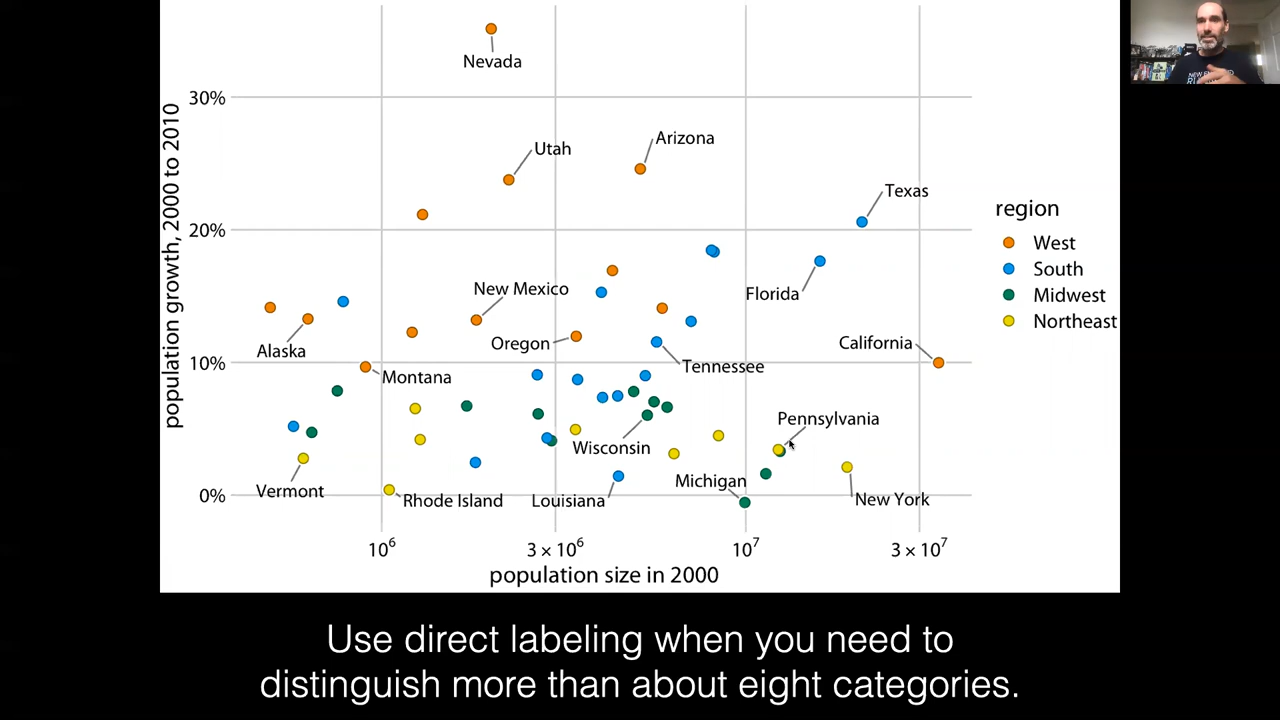 Nevada
30%
Arizona
Utah
Texas
region
20%
West
South
New Mexico
Florida
Midwest
Northeast
Oregon
California
Alaska
10%
Tennessee
Montana
Pennsylvania
Wisconsin
Michigan
Vermont
0%
Rhode Island
Louisiana
New York
10⁶
3 × 10⁶
10⁷
3 × 10⁷
population size in 2000
population growth, 2000 to 2010
NEW ENGLAND
Use direct labeling when you need to
distinguish more than about eight categories.